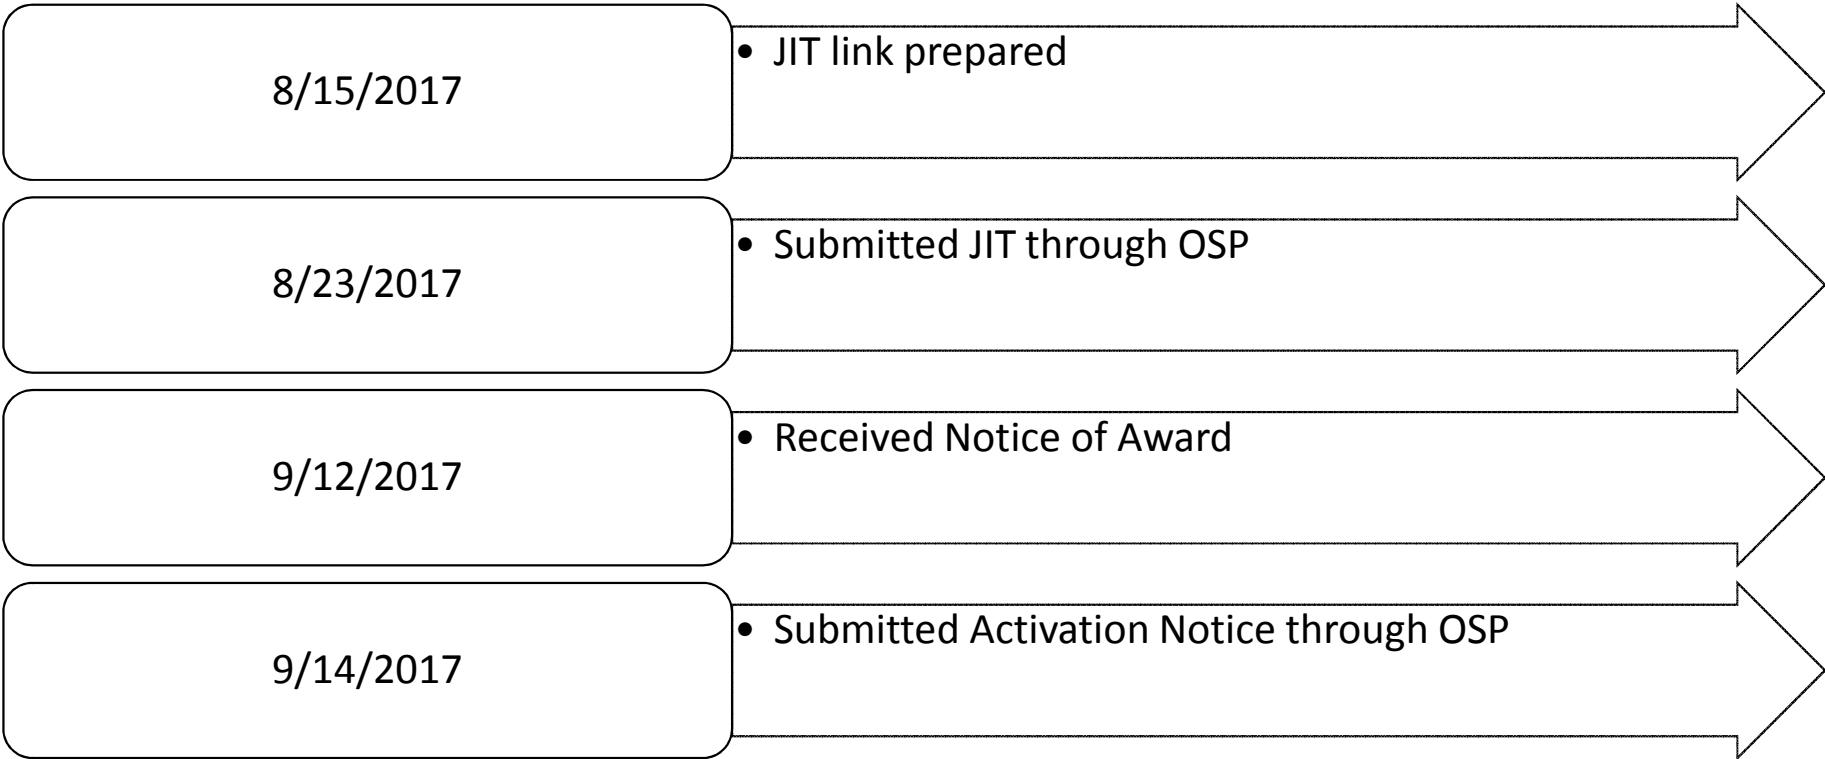 8/15/2017
• JIT link prepared
8/23/2017
• Submitted JIT through OSP
9/12/2017
• Received Notice of Award
9/14/2017
• Submitted Activation Notice through OSP